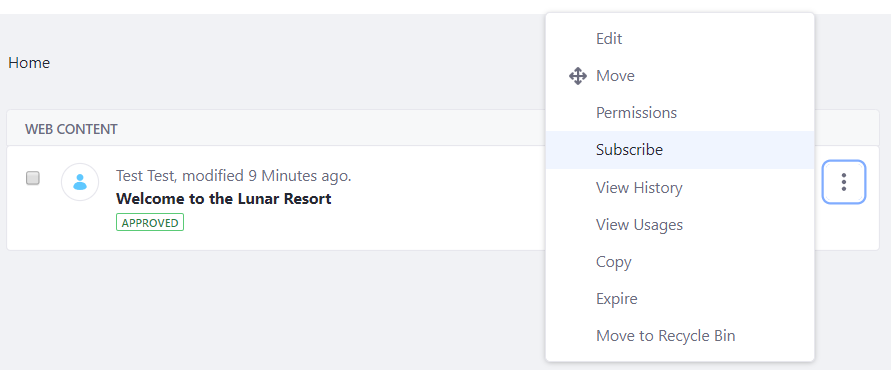 Home
WEB CONTENT
Test Test, modified 9 Minutes ago.
Welcome to the Lunar Resort
APPROVED
Edit
Move
Permissions
Subscribe
View History
View Usages
Copy
Expire
Move to Recycle Bin